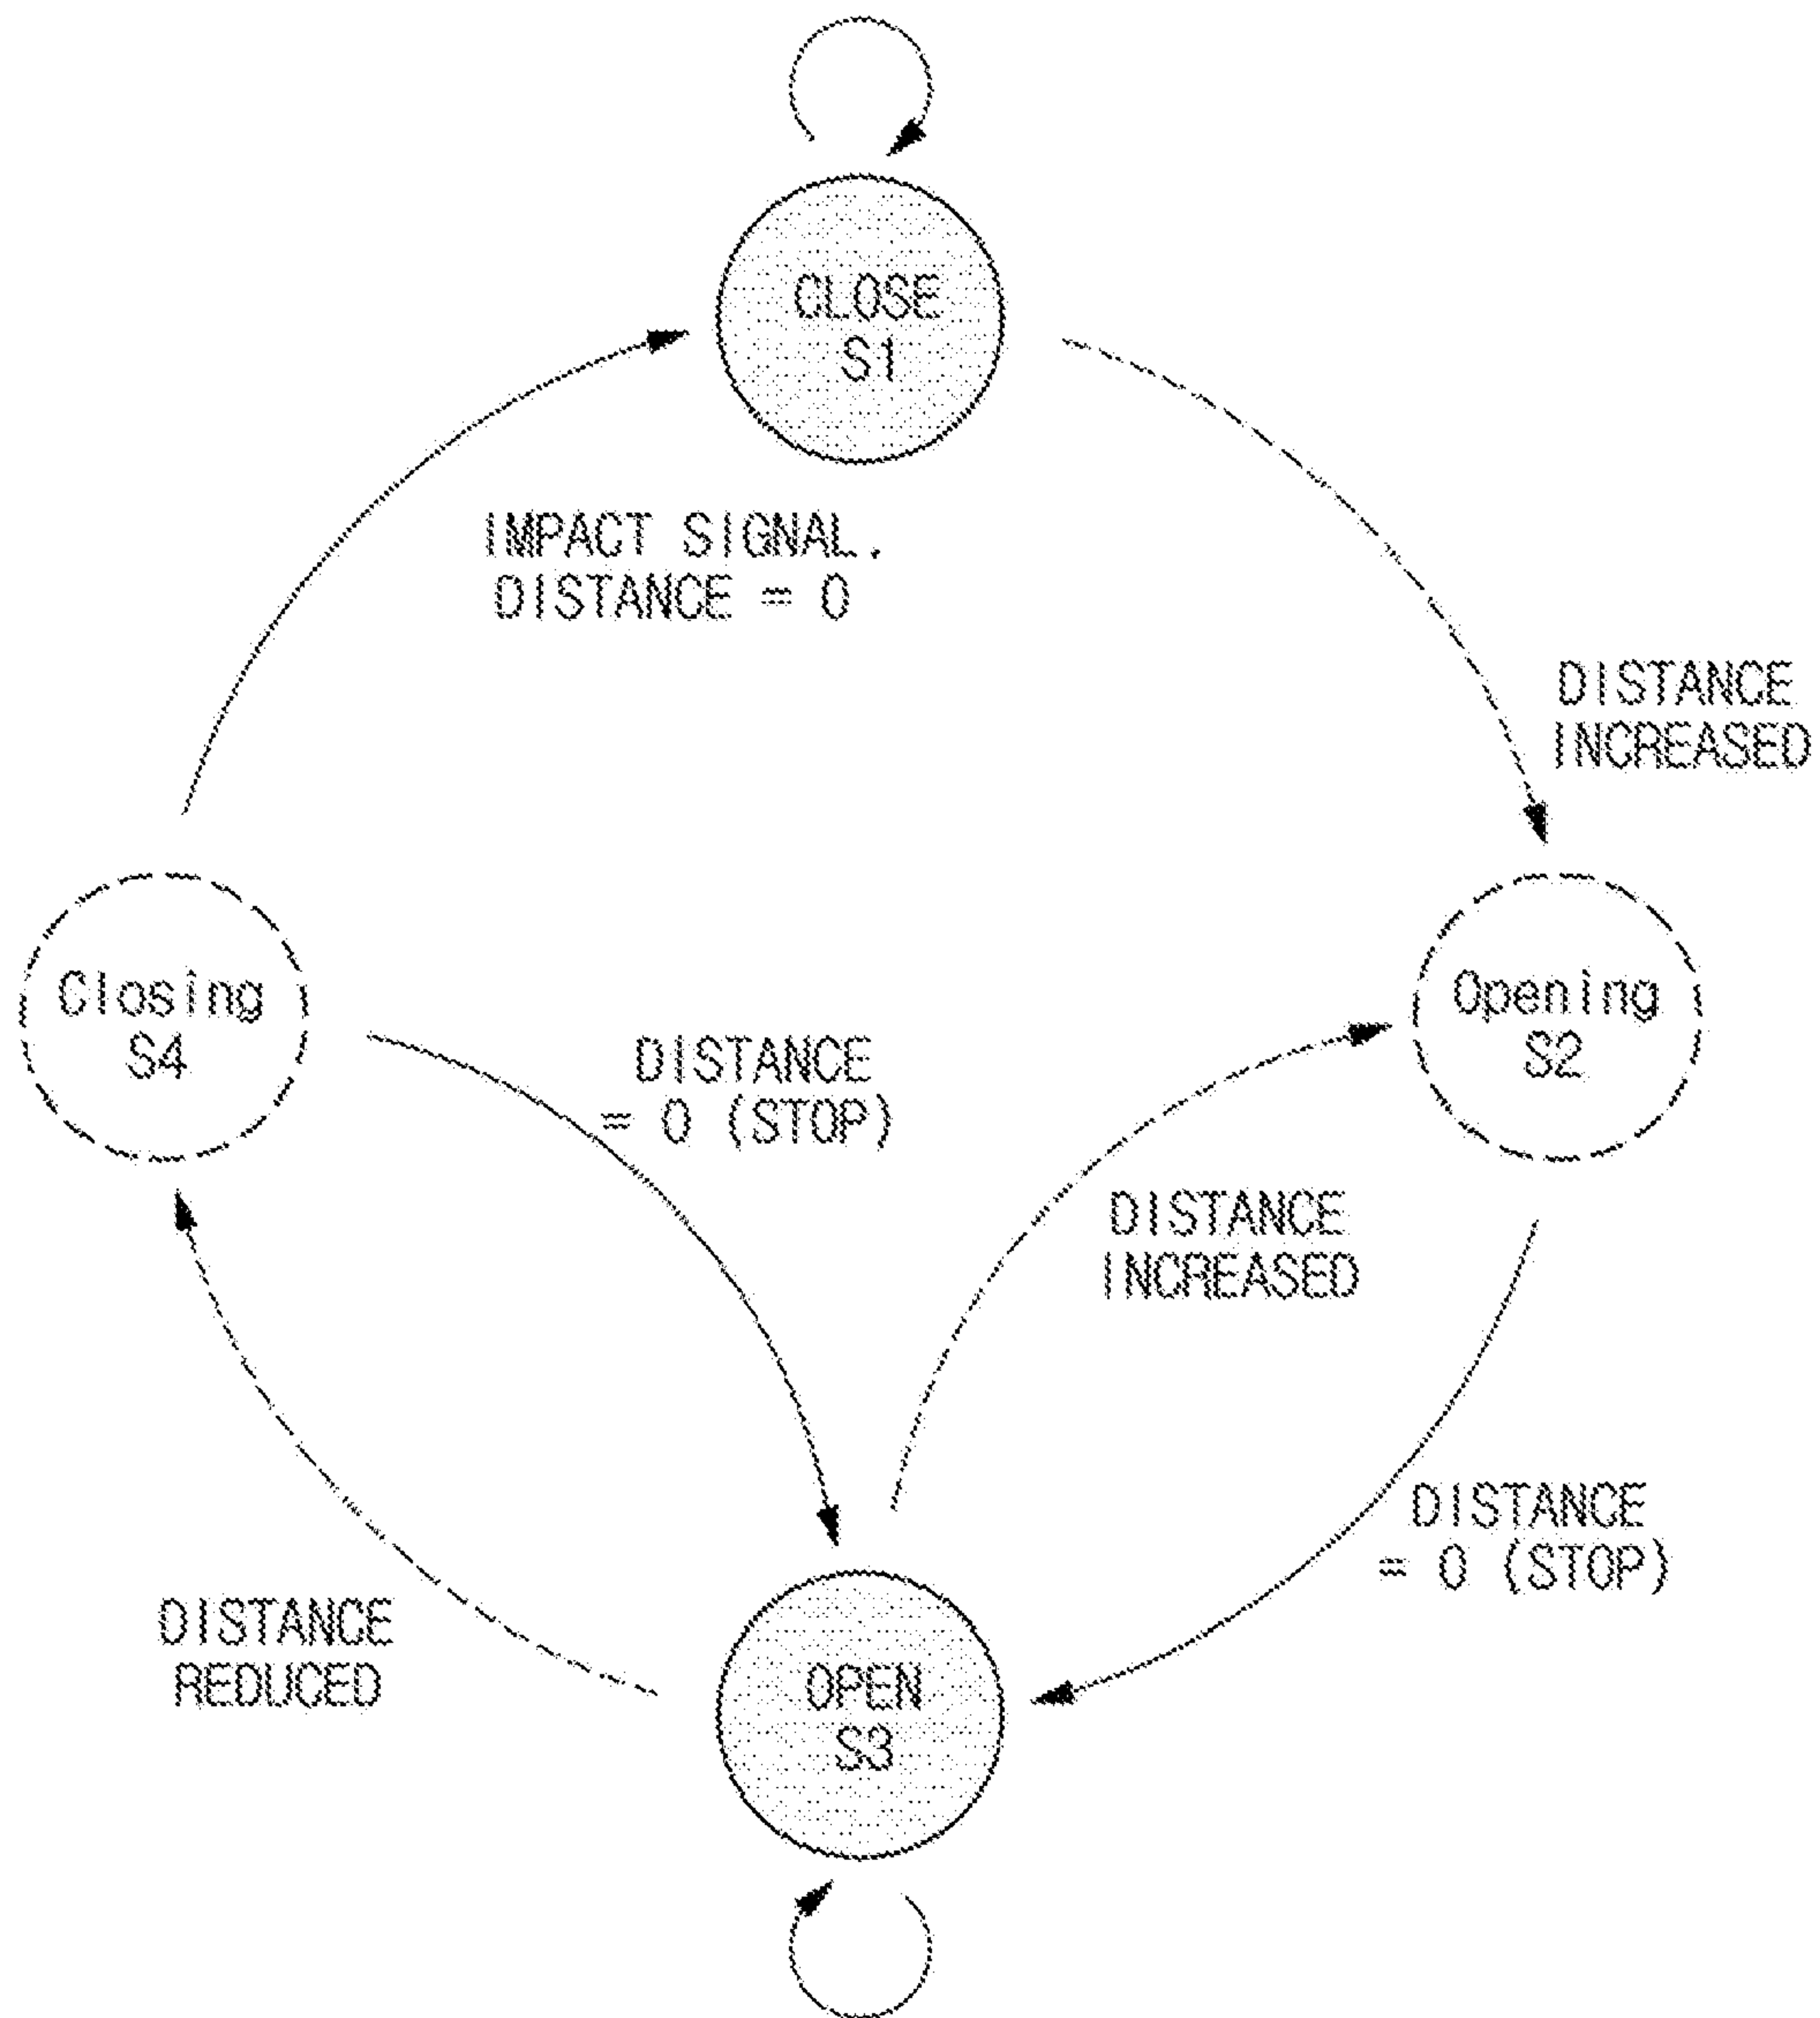 CLOSE
S1
IMPACT SIGNAL.
DISTANCE = 0
DISTANCE
INCREASED
Closing
S4
Opening
S2
DISTANCE
= 0 (STOP)
DISTANCE
INCREASED
DISTANCE
= 0 (STOP)
DISTANCE
REDUCED
OPEN
S3